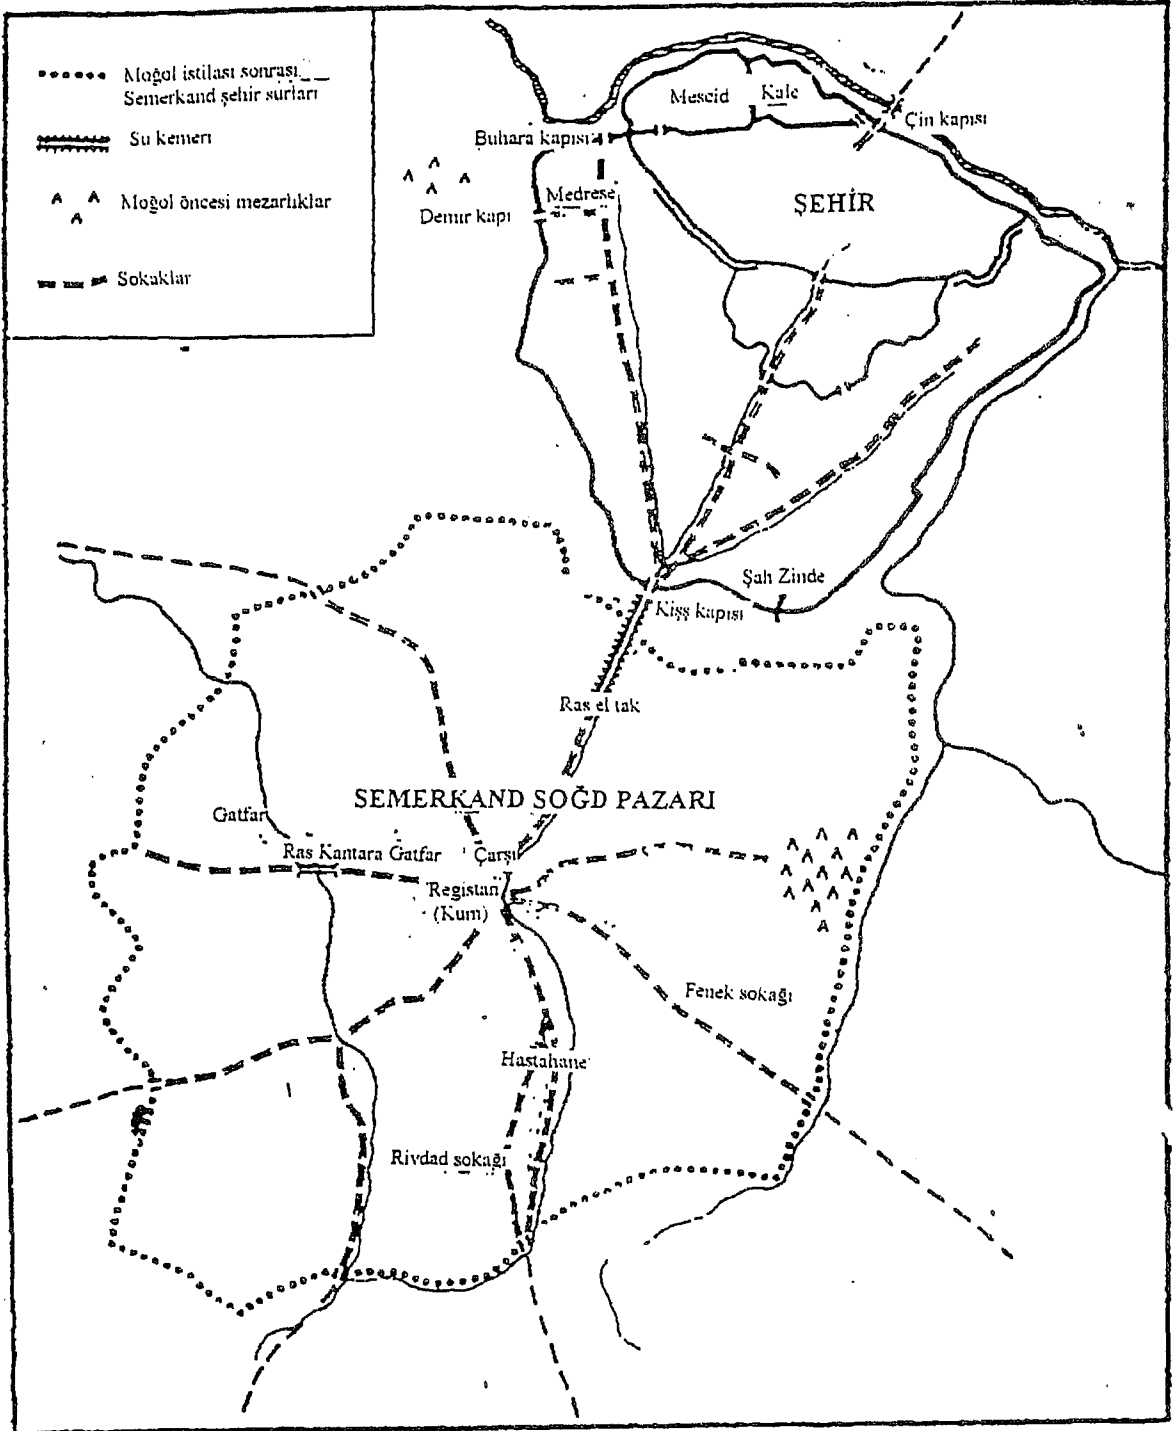 Moğol istilası sonrası
Semerkand şehir surları
Su kemeri
Moğol öncesi mezarlıklar
Sokaklar
Mescid
Kale
Çin kapısı
Buhara kapısı
Medrese
Demir kapı
ŞEHİR
Şah Zinde
Kişş kapısı
Ras el tak
SEMERKAND SOĞD PAZARI
Gatfar
Ras Kantara Gatfar
Çarşı
Registan
(Kum)
Fenek sokağı
Hastahane
Rivdad sokağı